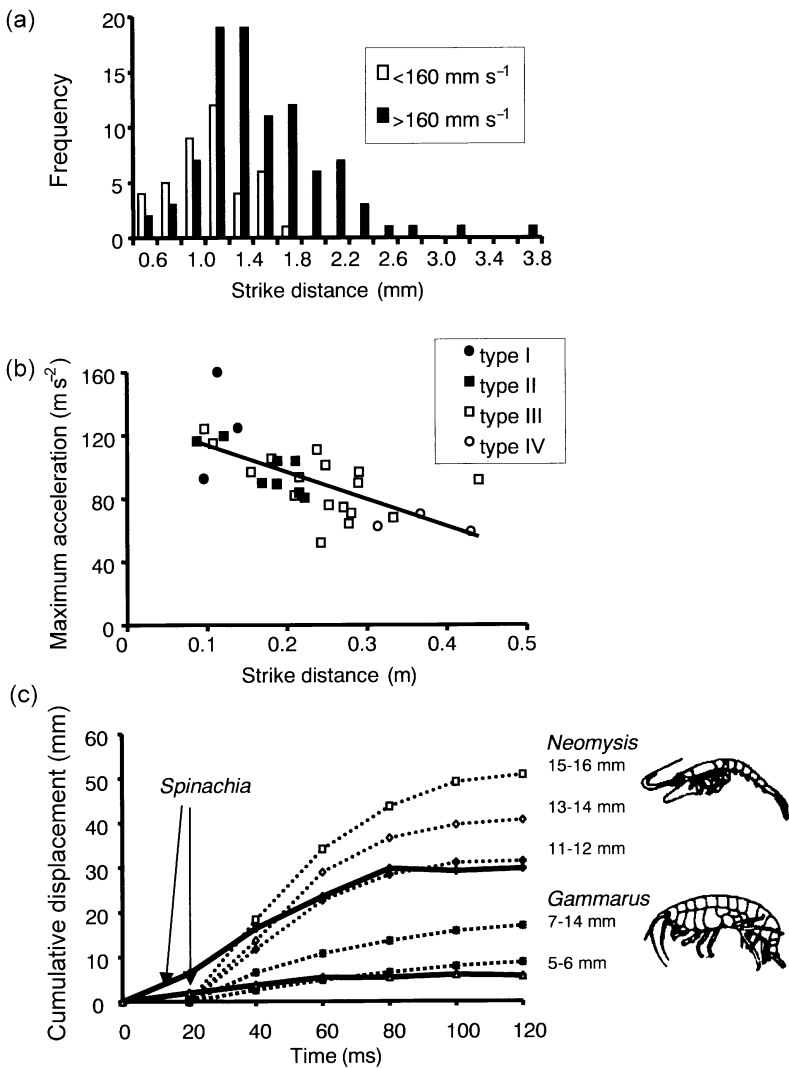 (a)
20
15
10
5
0
Frequency
<160 mm s⁻¹
>160 mm s⁻¹
0.6 1.0 1.4 1.8 2.2 2.6 3.0 3.4 3.8
Strike distance (mm)
(b)
160
120
80
40
0
Maximum acceleration (m s⁻²)
type I
type II
type III
type IV
0 0.1 0.2 0.3 0.4 0.5
Strike distance (m)
(c)
60
50
40
30
20
10
0
Cumulative displacement (mm)
Spinachia
Neomysis
15-16 mm
13-14 mm
11-12 mm
Gammarus
7-14 mm
5-6 mm
0 20 40 60 80 100 120
Time (ms)